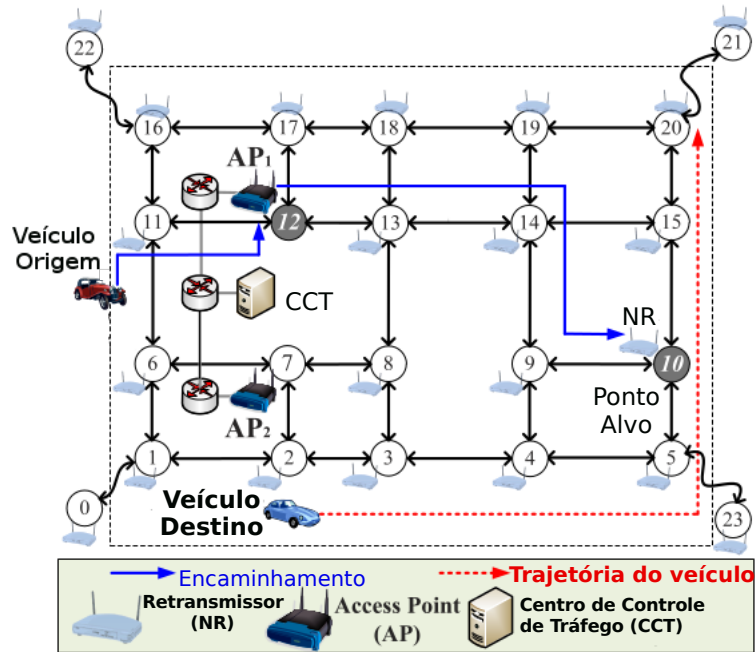 22
21
16
17
18
19
20
AP1
11
12
13
14
15
Veículo
Origem
CCT
NR
6
7
8
9
10
AP2
Ponto
Alvo
1
2
3
4
5
0
Veículo
Destino
23
Encaminhamento
Trajetória do veículo
Retransmissor
(NR)
Access Point
(AP)
Centro de Controle
de Tráfego (CCT)